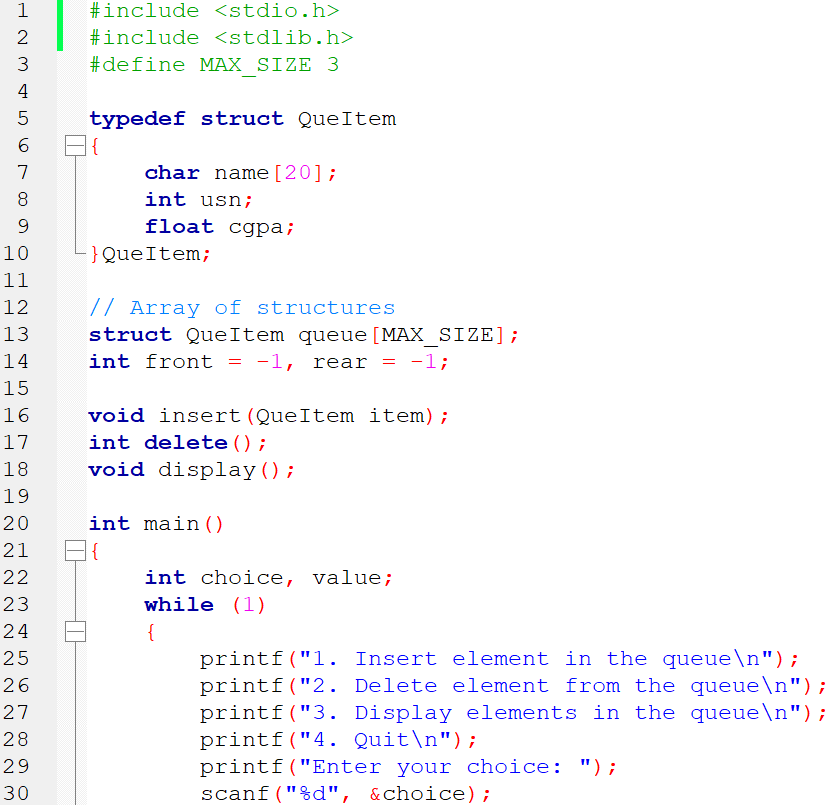 1 #include <stdio.h>
2 #include <stdlib.h>
3 #define MAX_SIZE 3
4
5 typedef struct QueItem
6 {
7     char name[20];
8     int usn;
9     float cgpa;
10 }QueItem;
11
12 // Array of structures
13 struct QueItem queue[MAX_SIZE];
14 int front = -1, rear = -1;
15
16 void insert(QueItem item);
17 int delete();
18 void display();
19
20 int main()
21 {
22     int choice, value;
23     while (1)
24     {
25         printf("1. Insert element in the queue\n");
26         printf("2. Delete element from the queue\n");
27         printf("3. Display elements in the queue\n");
28         printf("4. Quit\n");
29         printf("Enter your choice: ");
30         scanf("%d", &choice);